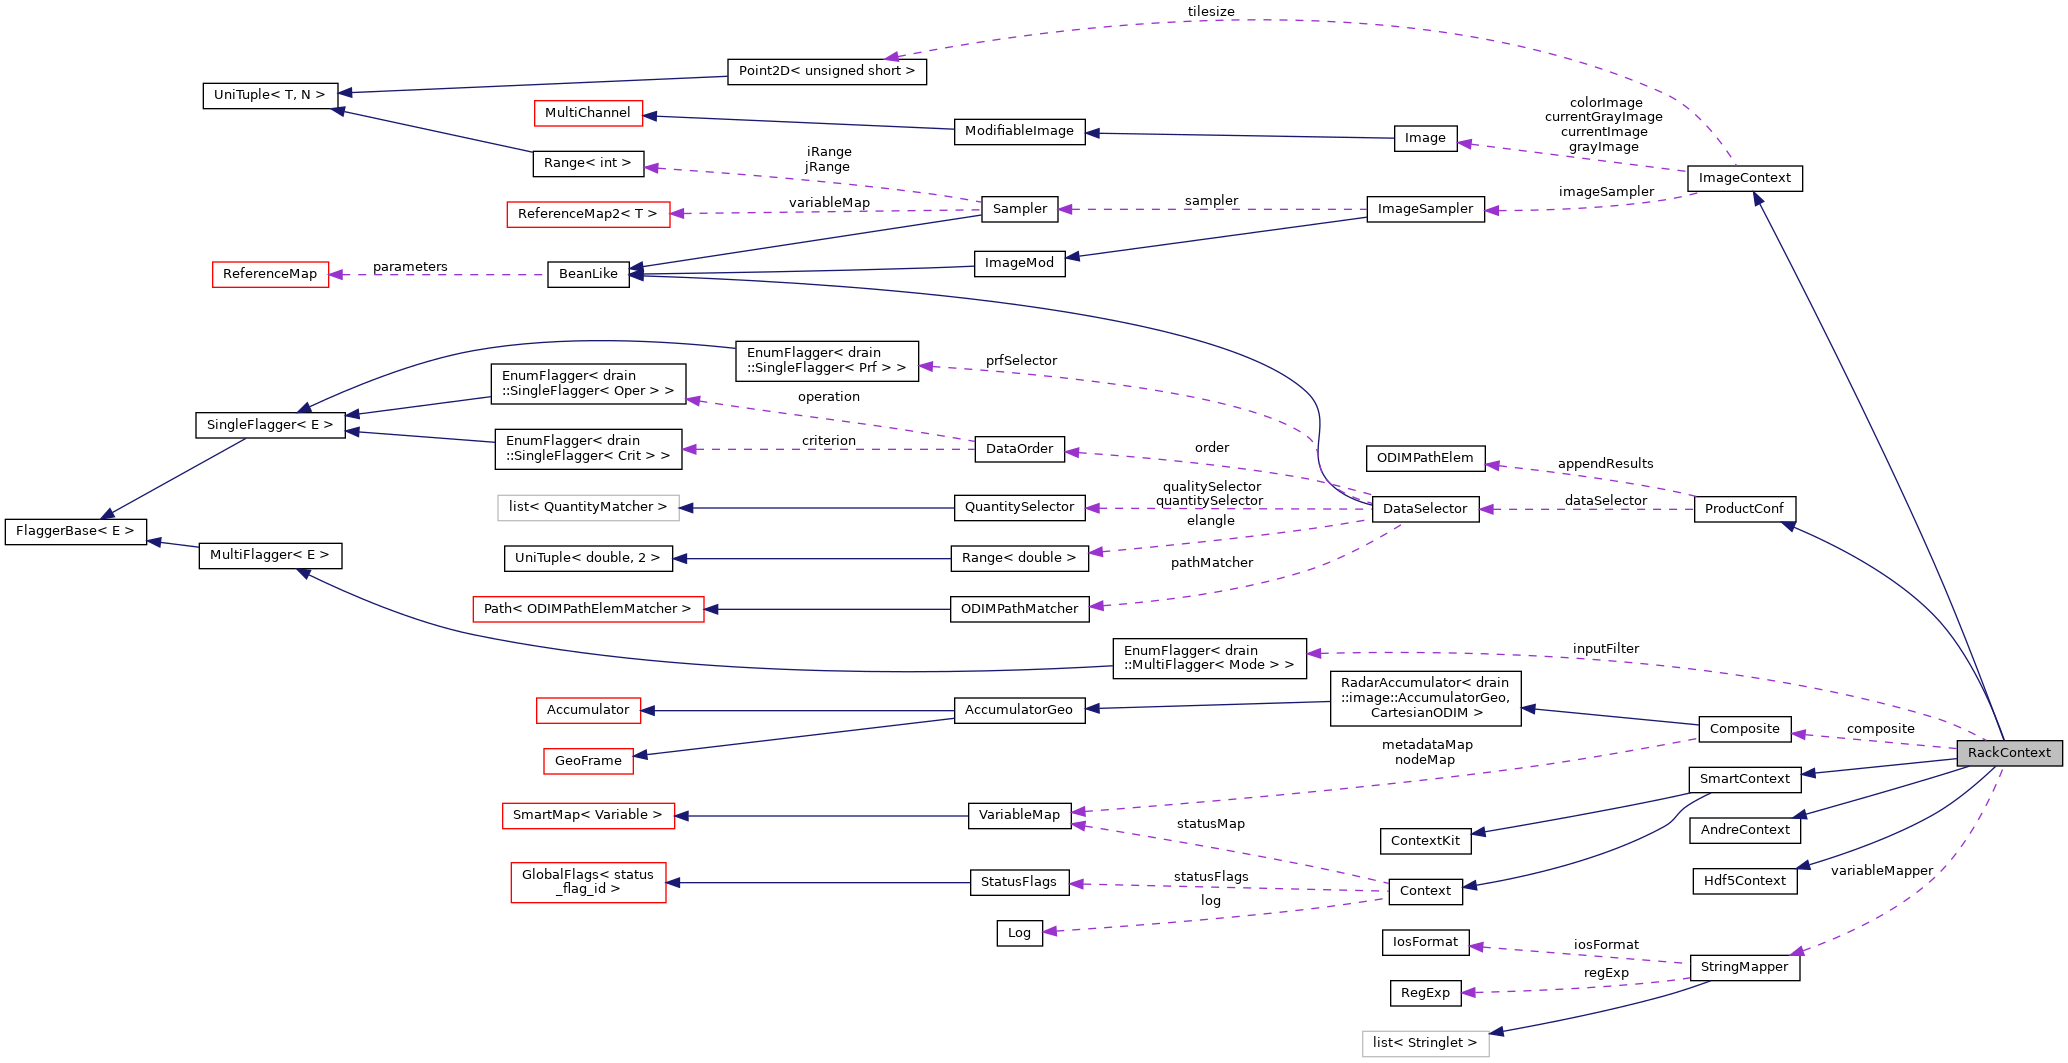 tilesize
Point2D< unsigned short >
UniTuple< T, N >
MultiChannel
ModifiableImage
Image
colorImage
currentGrayImage
currentImage
grayImage
Range< int >
iRange
jRange
ImageContext
ReferenceMap2< T >
variableMap
Sampler
sampler
ImageSampler
imageSampler
ReferenceMap
parameters
BeanLike
ImageMod
EnumFlagger< drain
::SingleFlagger< Prf > >
prfSelector
EnumFlagger< drain
::SingleFlagger< Oper > >
operation
SingleFlagger< E >
EnumFlagger< drain
::SingleFlagger< Crit > >
criterion
DataOrder
order
ODIMPathElem
appendResults
list< QuantityMatcher >
QuantitySelector
qualitySelector
quantitySelector
DataSelector
dataSelector
ProductConf
FlaggerBase< E >
MultiFlagger< E >
UniTuple< double, 2 >
Range< double >
elangle
pathMatcher
Path< ODIMPathElemMatcher >
ODIMPathMatcher
EnumFlagger< drain
::MultiFlagger< Mode > >
inputFilter
Accumulator
AccumulatorGeo
RadarAccumulator< drain
::image::AccumulatorGeo,
CartesianODIM >
Composite
composite
RackContext
GeoFrame
metadataMap
nodeMap
SmartContext
SmartMap< Variable >
VariableMap
statusMap
ContextKit
AndreContext
GlobalFlags< status
_flag_id >
StatusFlags
statusFlags
log
Context
Hdf5Context
variableMapper
Log
IosFormat
iosFormat
StringMapper
RegExp
regExp
list< Stringlet >